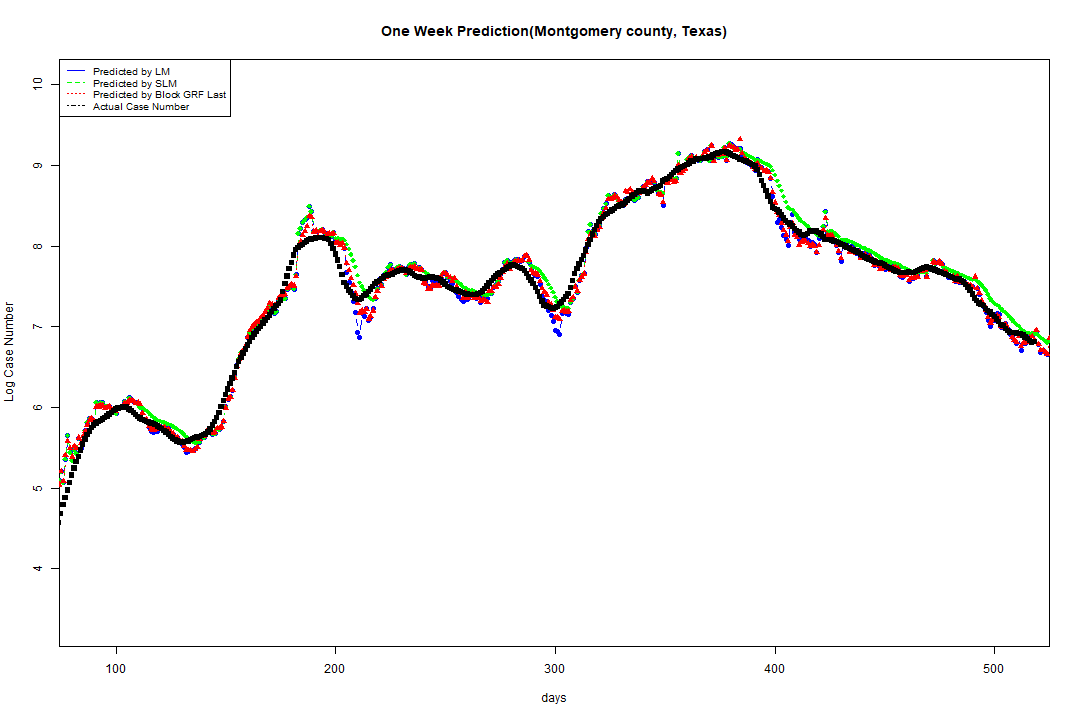 One Week Prediction(Montgomery county, Texas)
Predicted by LM
Predicted by SLM
Predicted by Block GRF Last
Actual Case Number
10
9
8
7
6
5
4
Log Case Number
100 200 300 400 500
days